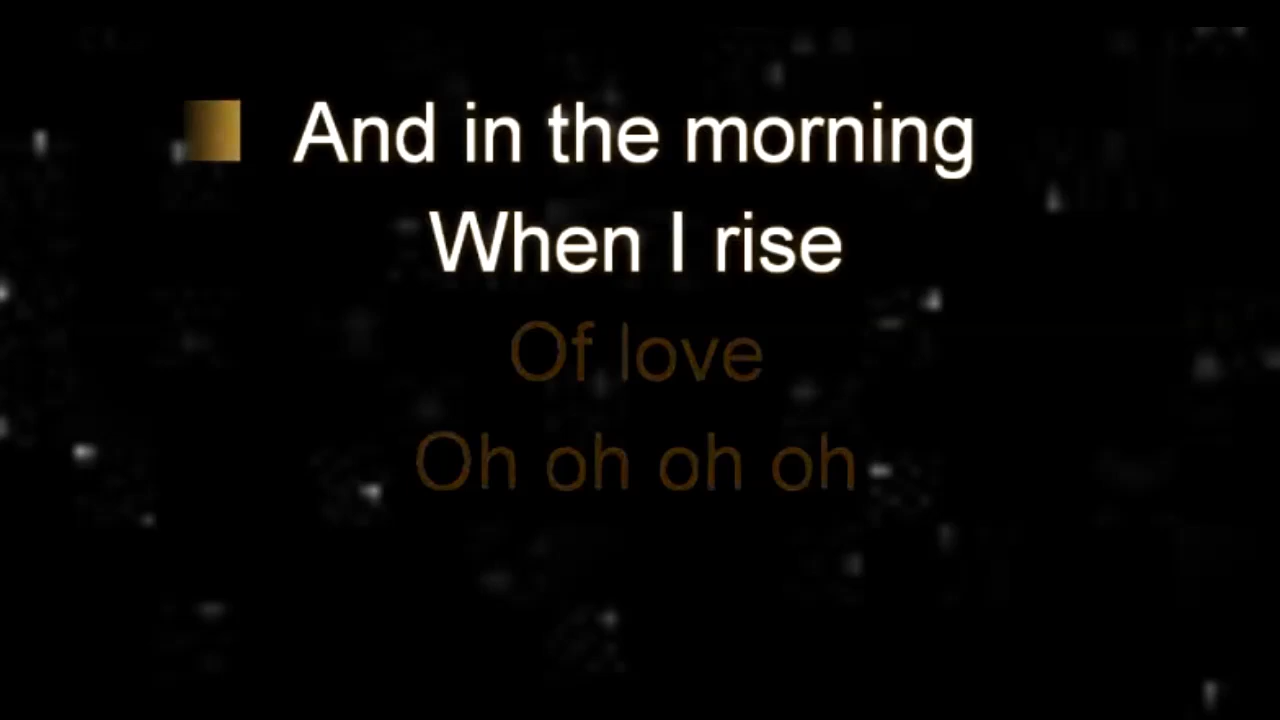 And in the morning
When I rise
Of love
Oh oh oh oh